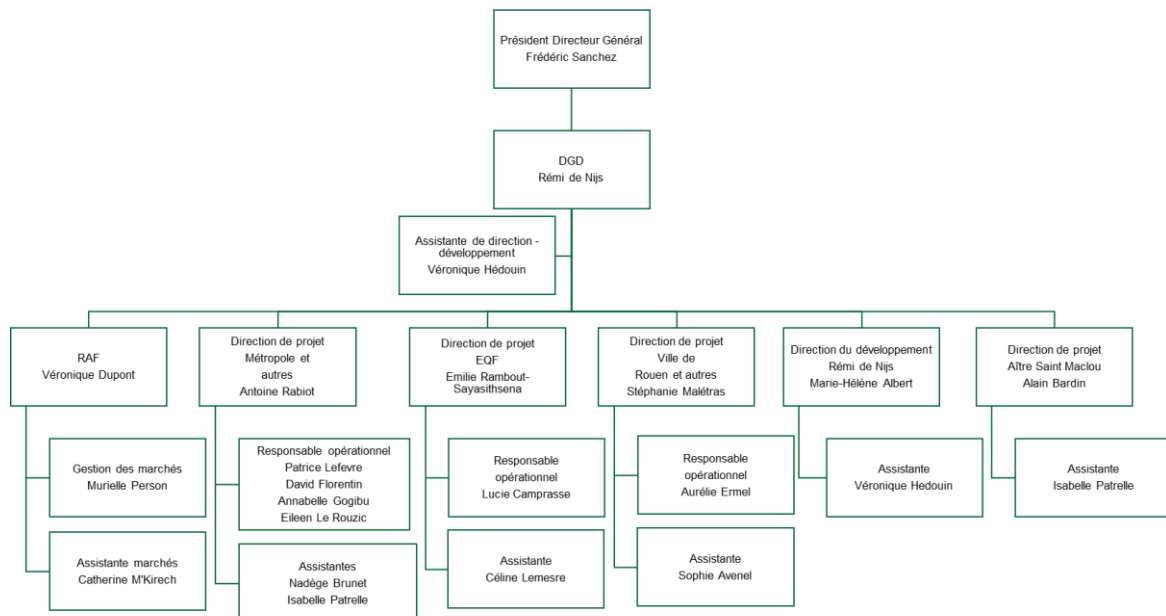 Président Directeur Général
Frédéric Sanchez
DGD
Rémi de Nijs
Assistante de direction -
développement
Véronique Hédouin
RAF
Véronique Dupont
Direction de projet
Métropole et
autres
Antoine Rabiot
Direction de projet
EQF
Emilie Rambout-
Sayasithsena
Direction de projet
Ville de
Rouen et autres
Stéphanie Malétras
Direction du développement
Rémi de Nijs
Marie-Hélène Albert
Direction de projet
Aître Saint Maclou
Alain Bardin
Gestion des marchés
Murielle Person
Responsable opérationnel
Patrice Lefevre
David Florentin
Annabelle Gogibu
Eileen Le Rouzic
Responsable
opérationnel
Lucie Camprasse
Responsable
opérationnel
Aurélie Ermel
Assistante
Véronique Hedouin
Assistante
Isabelle Patrelle
Assistante marchés
Catherine M'Kirech
Assistantes
Nadège Brunet
Isabelle Patrelle
Assistante
Céline Lemesre
Assistante
Sophie Avenel